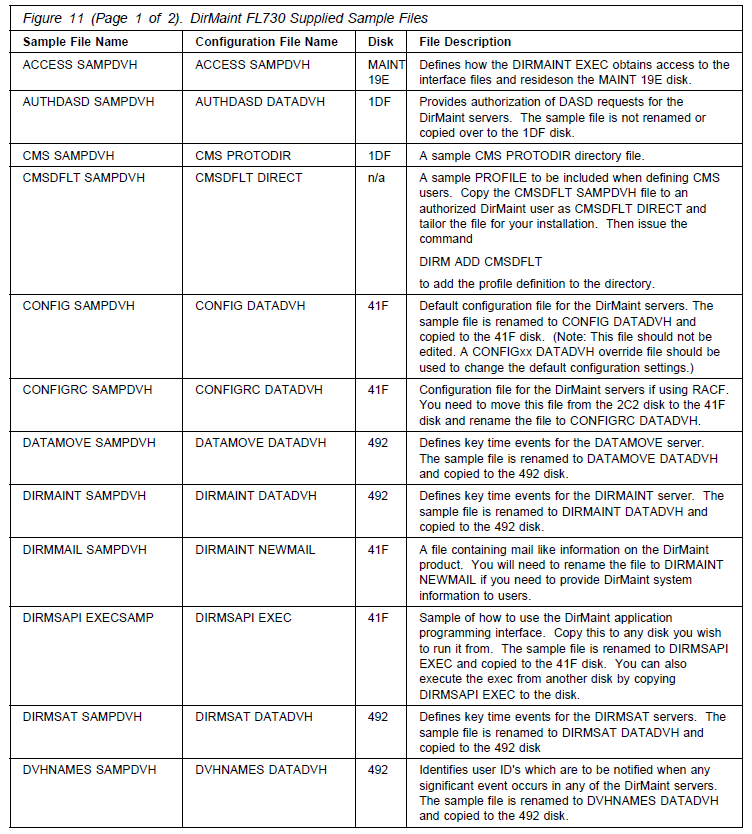 Figure 11 (Page 1 of 2). DirMaint FL730 Supplied Sample Files
Sample File Name Configuration File Name Disk File Description
ACCESS SAMPDVH ACCESS SAMPDVH MAINT 19E Defines how the DIRMAINT EXEC obtains access to the
interface files and resideson the MAINT 19E disk.
AUTHDASD SAMPDVH AUTHDASD DATADVH 1DF Provides authorization of DASD requests for the
DirMaint servers. The sample file is not renamed or
copied over to the 1DF disk.
CMS SAMPDVH CMS PROTODIR 1DF A sample CMS PROTODIR directory file.
CMSDFLT SAMPDVH CMSDFLT DIRECT n/a A sample PROFILE to be included when defining CMS
users. Copy the CMSDFLT SAMPDVH file to an
authorized DirMaint user as CMSDFLT DIRECT and
tailor the file for your installation. Then issue the
command
DIRM ADD CMSDFLT
to add the profile definition to the directory.
CONFIG SAMPDVH CONFIG DATADVH 41F Default configuration file for the DirMaint servers. The
sample file is renamed to CONFIG DATADVH and
copied to the 41F disk. (Note: This file should not be
edited. A CONFIGxx DATADVH override file should be
used to change the default configuration settings.)
CONFIGRC SAMPDVH CONFIGRC DATADVH 41F Configuration file for the DirMaint servers if using RACF.
You need to move this file from the 2C2 disk to the 41F
disk and rename the file to CONFIGRC DATADVH.
DATAMOVE SAMPDVH DATAMOVE DATADVH 492 Defines key time events for the DATAMOVE server.
The sample file is renamed to DATAMOVE DATADVH
and copied to the 492 disk.
DIRMAINT SAMPDVH DIRMAINT DATADVH 492 Defines key time events for the DIRMAINT server. The
sample file is renamed to DIRMAINT DATADVH and
copied to the 492 disk.
DIRMMAIL SAMPDVH DIRMAINT NEWMAIL 41F A file containing mail like information on the DirMaint
product. You will need to rename the file to DIRMAINT
NEWMAIL if you need to provide DirMaint system
information to users.
DIRMSAPI EXECSAMP DIRMSAPI EXEC 41F Sample of how to use the DirMaint application
programming interface. Copy this to any disk you wish
to run it from. The sample file is renamed to DIRMSAPI
EXEC and copied to the 41F disk. You can also
execute the exec from another disk by copying
DIRMSAPI EXEC to the disk.
DIRMSAT SAMPDVH DIRMSAT DATADVH 492 Defines key time events for the DIRMSAT servers. The
sample file is renamed to DIRMSAT DATADVH and
copied to the 492 disk
DVHNAMES SAMPDVH DVHNAMES DATADVH 492 Identifies user ID's which are to be notified when any
significant event occurs in any of the DirMaint servers.
The sample file is renamed to DVHNAMES DATADVH
and copied to the 492 disk.